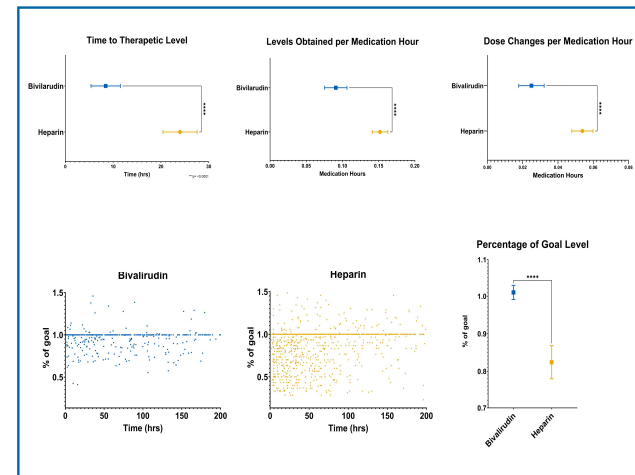 Time to Therapetic Level
Bivilarudin
Heparin
****
0
10
20
30
Time (hrs)
Levels Obtained per Medication Hour
Bivilarudin
Heparin
****
0.00
0.05
0.10
0.15
0.20
Medication Hours
Dose Changes per Medication Hour
Bivalirudin
Heparin
****
0.00
0.02
0.04
0.06
0.08
Medication Hours
Bivalirudin
% of goal
1.5
1.0
0.5
0
50
100
150
200
Time (hrs)
Heparin
% of goal
1.5
1.0
0.5
0
50
100
150
200
Time (hrs)
Percentage of Goal Level
% of goal
1.1
1.0
0.9
0.8
0.7
****
Bivalirudin
Heparin